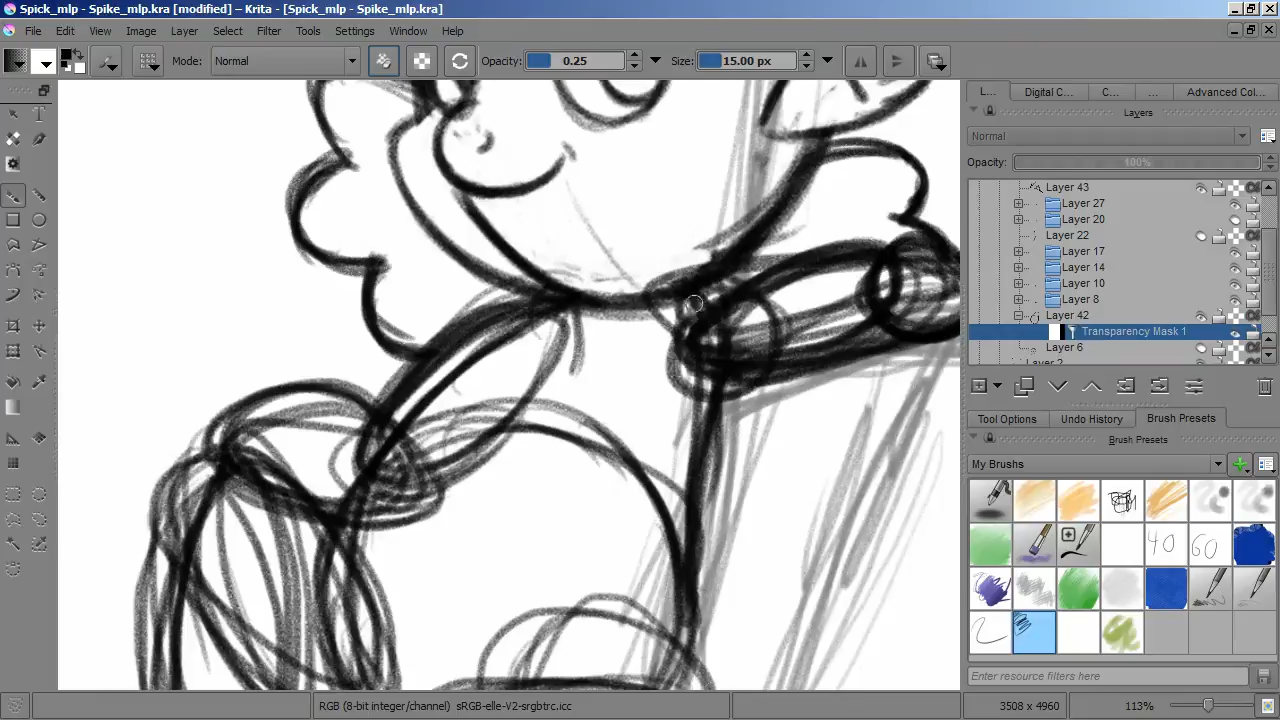 Spick_mlp - Spike_mlp.kra [modified] – Krita - [Spick_mlp - Spike_mlp.kra]
File Edit View Image Layer Select Filter Tools Settings Window Help
Mode: Normal Opacity: 0.25 Size: 15.00 px
L... Digital C... C... ... Advanced Col...
Layers
Normal
Opacity: 100%
Layer 43
Layer 27
Layer 20
Layer 22
Layer 17
Layer 14
Layer 10
Layer 8
Layer 42
Transparency Mask 1
Layer 6
Layer 2
Tool Options Undo History Brush Presets
Brush Presets
My Brushes
40 60
Enter resource filters here
RGB (8-bit integer/channel) sRGB-elle-V2-srgbtrc.icc 3508 x 4960 113%